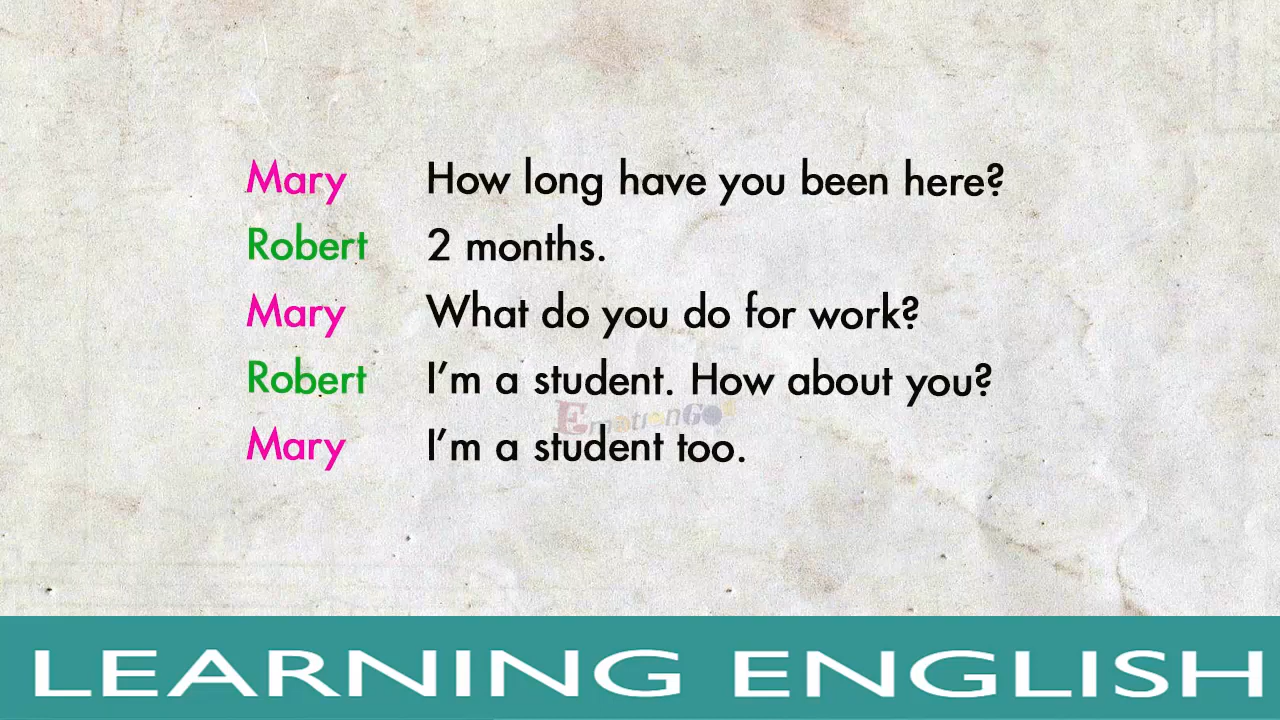 Mary How long have you been here?
Robert 2 months.
Mary What do you do for work?
Robert I'm a student. How about you?
EmotionGo
Mary I'm a student too.
LEARNING ENGLISH